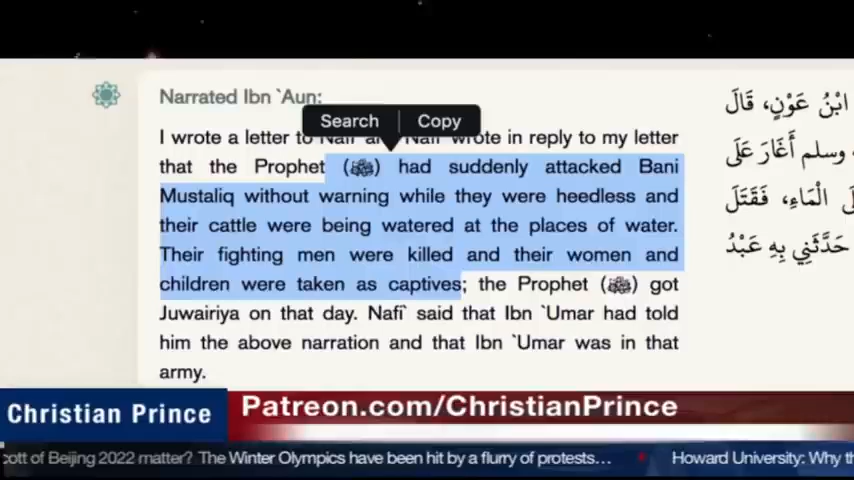 Narrated Ibn `Aun:
Search
Copy
I wrote a letter to Nafi and Nafi wrote in reply to my letter
that the Prophet (ﷺ) had suddenly attacked Bani
Mustaliq without warning while they were heedless and
their cattle were being watered at the places of water.
Their fighting men were killed and their women and
children were taken as captives; the Prophet (ﷺ) got
Juwairiya on that day. Nafi` said that Ibn `Umar had told
him the above narration and that Ibn `Umar was in that
army.
ابْنُ عَوْنٍ، قَالَ
وسلم أَغَارَ عَلَى
الْمَاءِ، فَقَتَلَ
حَدَّثَنِي بِهِ عَبْدُ
Christian Prince
Patreon.com/ChristianPrince
cott of Beijing 2022 matter? The Winter Olympics have been hit by a flurry of protests... Howard University: Why th